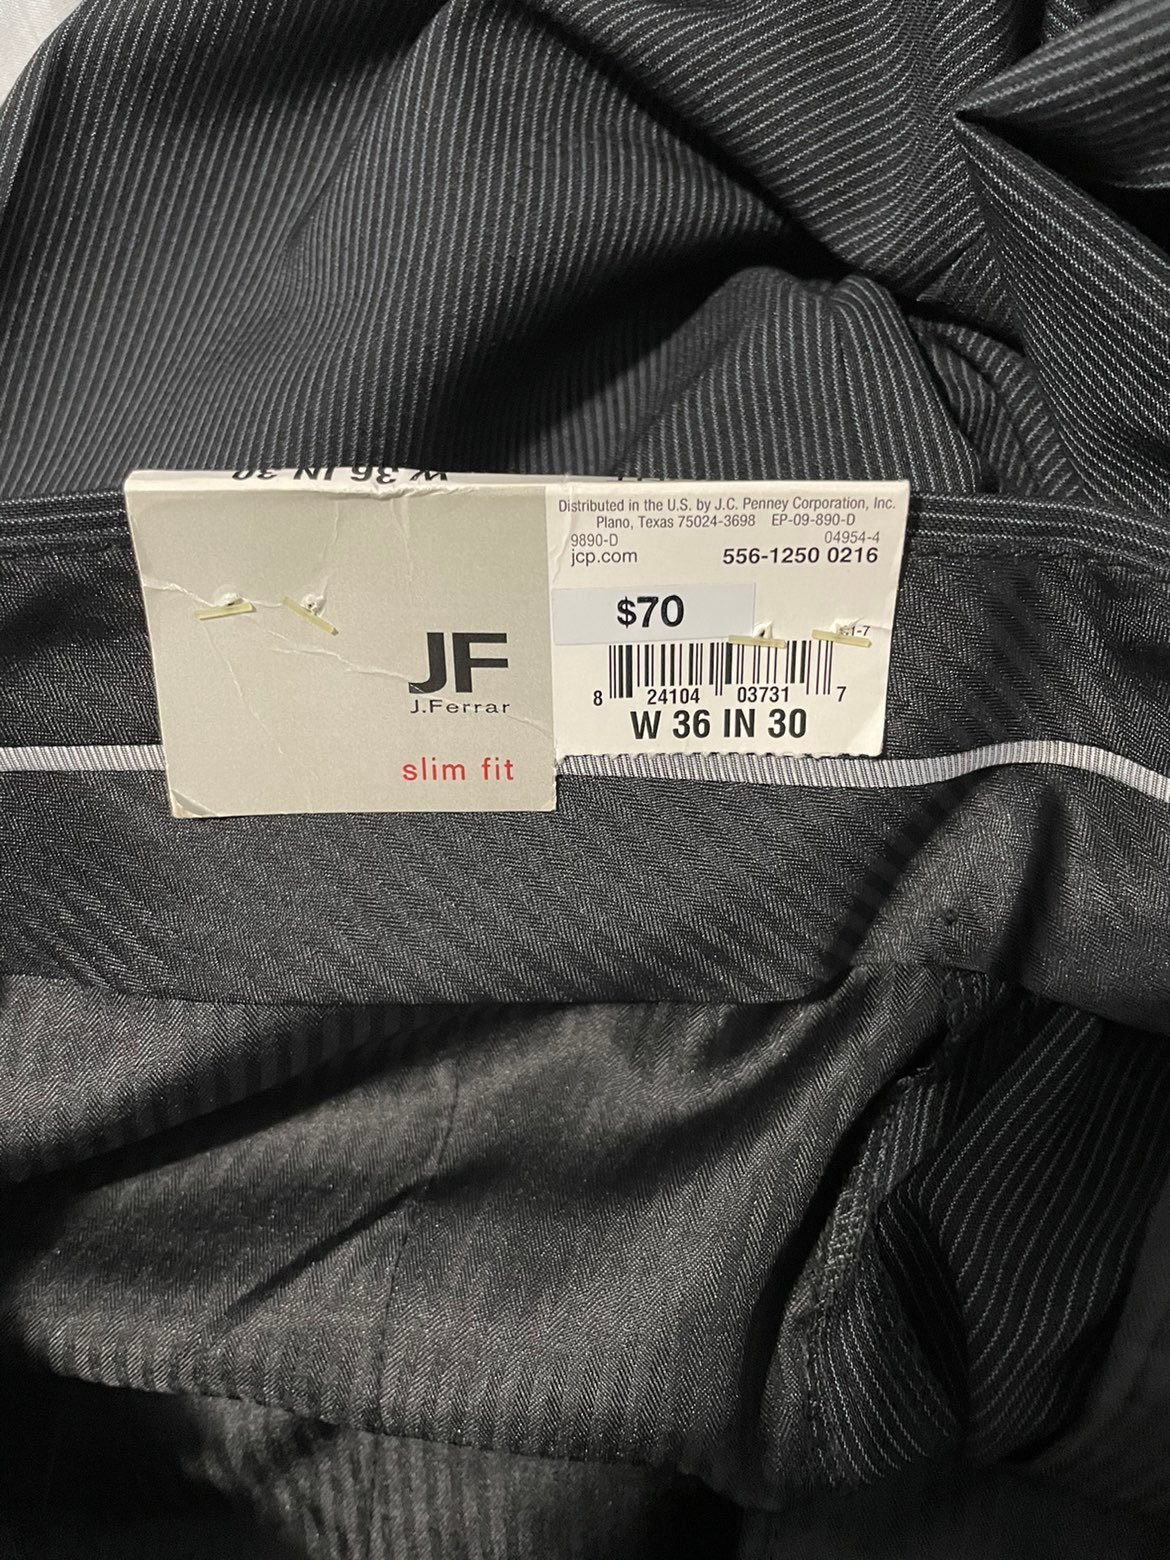 W 36 IN 30
JF
J.Ferrar
slim fit
Distributed in the U.S. by J.C. Penney Corporation, Inc.
Plano, Texas 75024-3698 EP-09-890-D
9890-D 04954-4
jcp.com 556-1250 0216
$70
8 24104 03731 7
W 36 IN 30